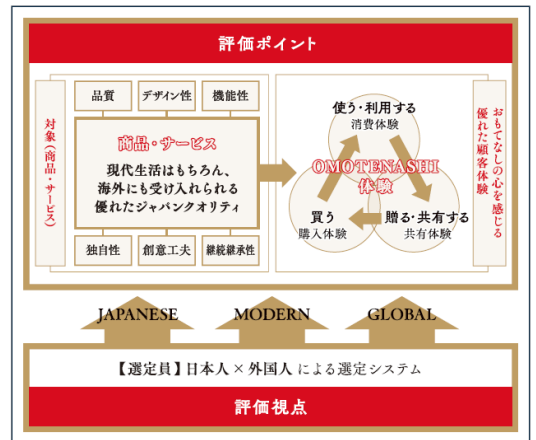 評価ポイント
対象(商品・サービス)
品質
デザイン性
機能性
商品・サービス
現代生活はもちろん、
海外にも受け入れられる
優れたジャパンクオリティ
独自性
創意工夫
継続継承性
使う・利用する
消費体験
OMOTENASHI
体験
買う
購入体験
贈る・共有する
共有体験
おもてなしの心を感じる
優れた顧客体験
JAPANESE
MODERN
GLOBAL
【選定員】日本人×外国人による選定システム
評価視点